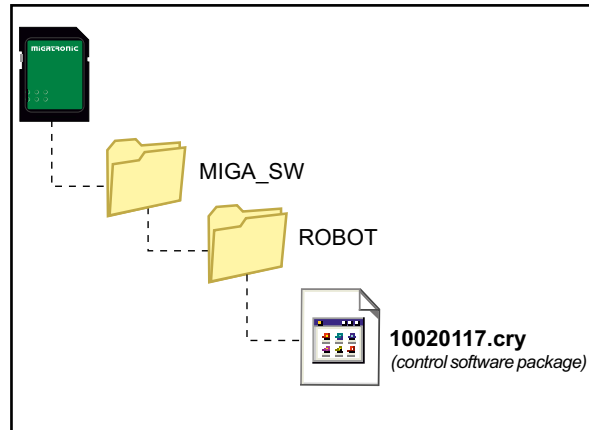 MIGATRONIC
MIGA_SW
ROBOT
10020117.cry
(control software package)